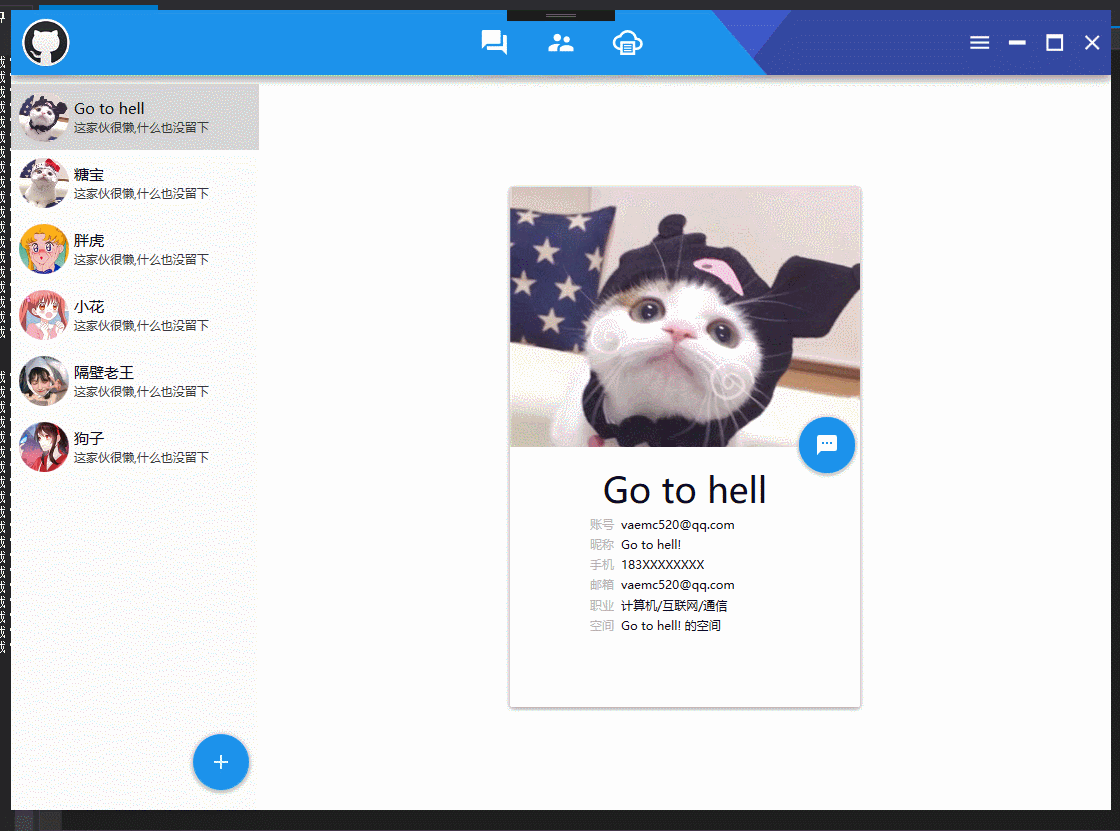 Go to hell
这家伙很懒,什么也没留下
糖宝
这家伙很懒,什么也没留下
胖虎
这家伙很懒,什么也没留下
小花
这家伙很懒,什么也没留下
隔壁老王
这家伙很懒,什么也没留下
狗子
这家伙很懒,什么也没留下
Go to hell
账号 vaemc520@qq.com
昵称 Go to hell!
手机 183XXXXXXXX
邮箱 vaemc520@qq.com
职业 计算机/互联网/通信
空间 Go to hell! 的空间